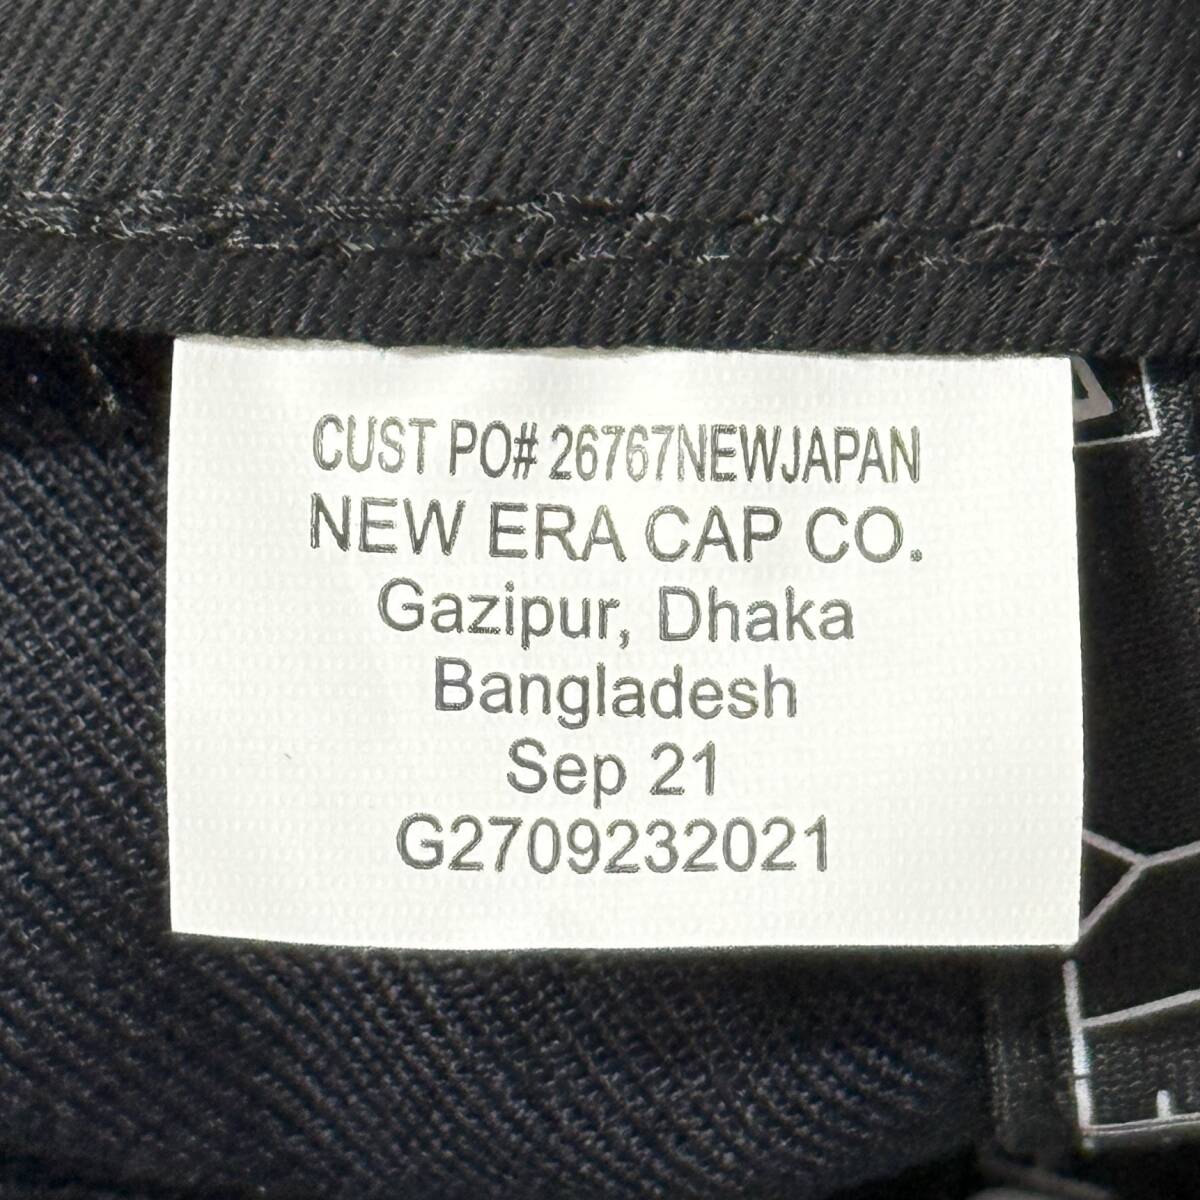 CUST PO# 26767NEWJAPAN
NEW ERA CAP CO.
Gazipur, Dhaka
Bangladesh
Sep 21
G2709232021